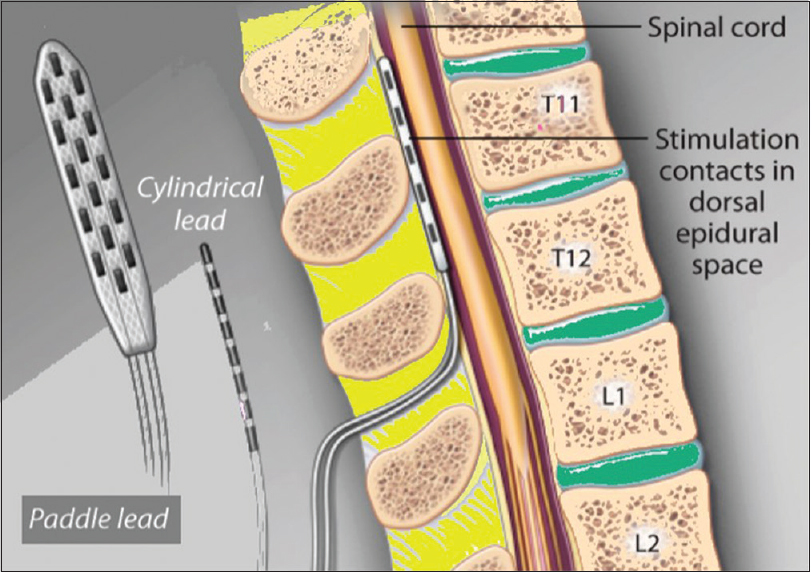 Spinal cord
T11
Stimulation
contacts in
dorsal
epidural
space
Cylindrical
lead
T12
L1
Paddle lead
L2